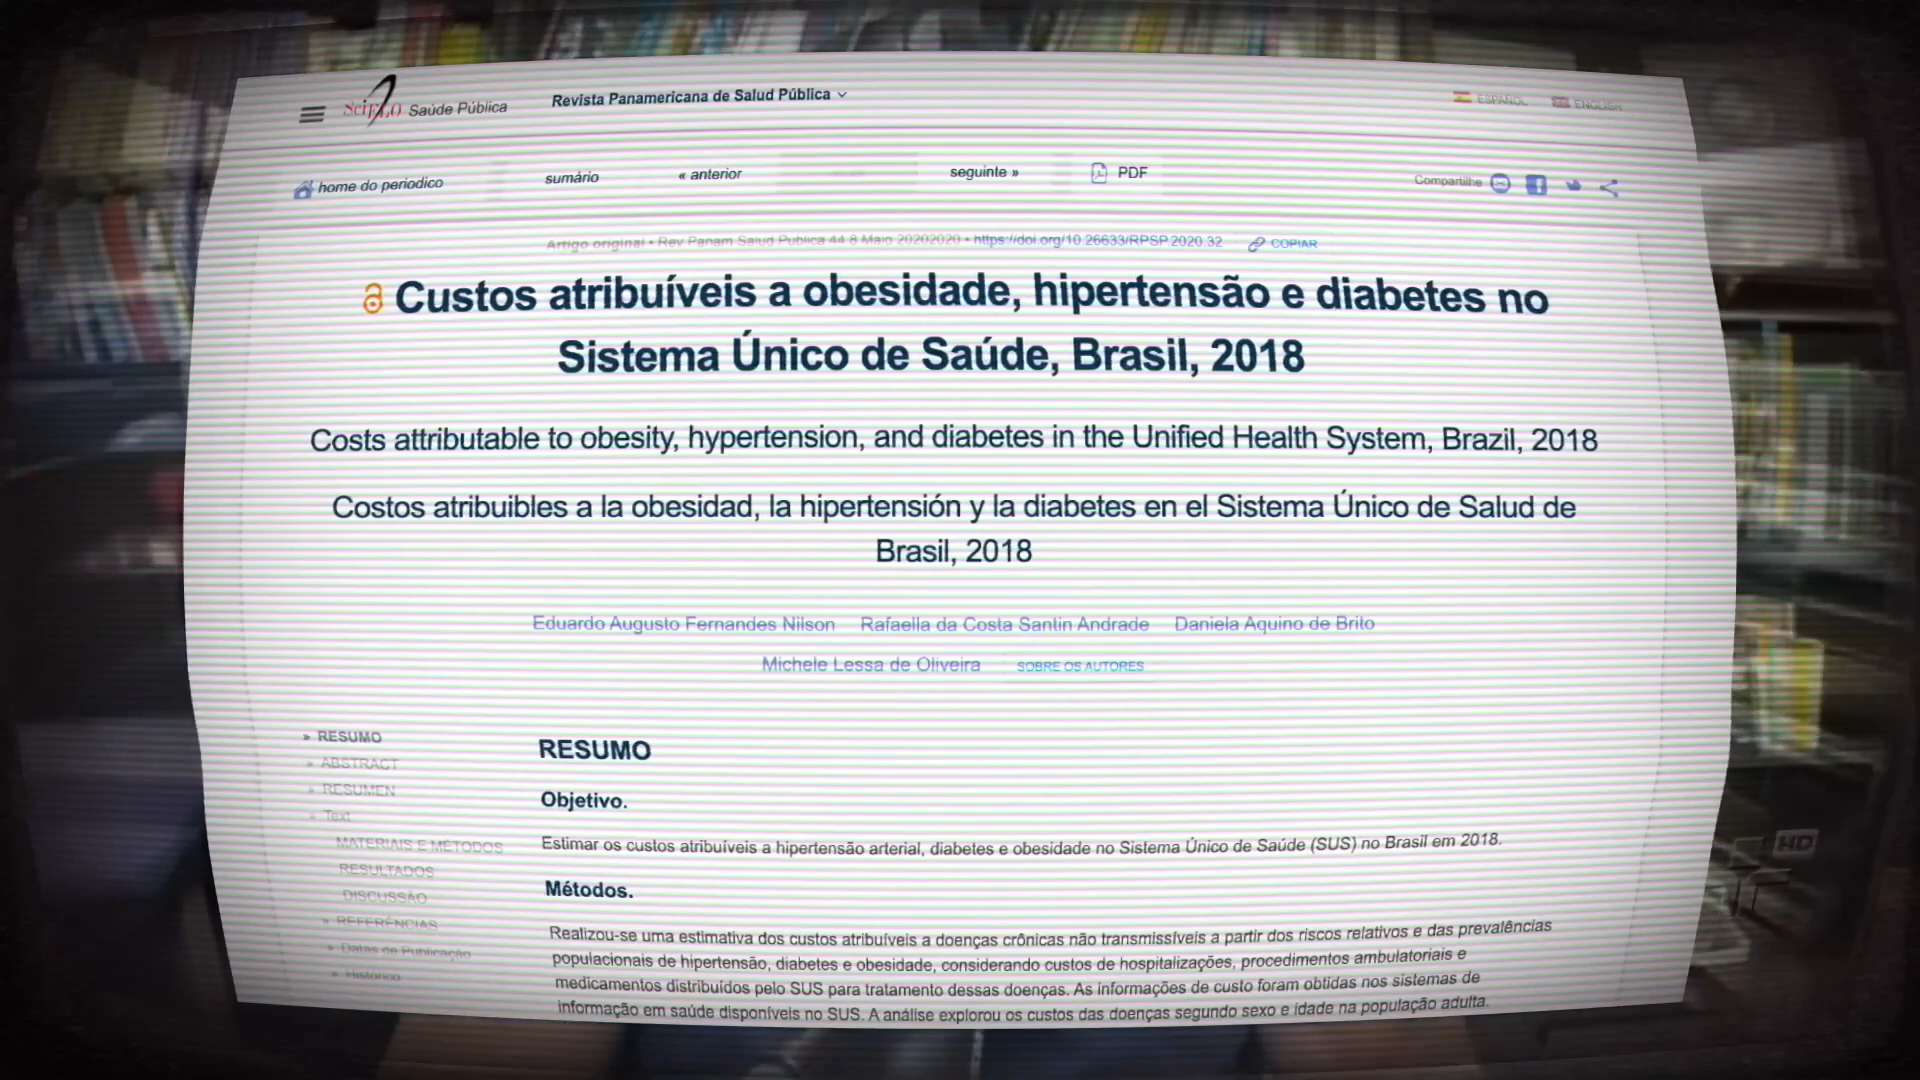 SciELO Saúde Pública
Revista Panamericana de Salud Pública
ESPAÑOL
ENGLISH
home do periodico
sumário
« anterior
seguinte »
PDF
Compartilhe
Artigo original • Rev Panam Salud Publica 44 8 Maio 20202020 • https://doi.org/10.26633/RPSP.2020.32 COPIAR
Custos atribuíveis a obesidade, hipertensão e diabetes no
Sistema Único de Saúde, Brasil, 2018
Costs attributable to obesity, hypertension, and diabetes in the Unified Health System, Brazil, 2018
Costos atribuibles a la obesidad, la hipertensión y la diabetes en el Sistema Único de Salud de
Brasil, 2018
Eduardo Augusto Fernandes Nilson Rafaella da Costa Santin Andrade Daniela Aquino de Brito
Michele Lessa de Oliveira SOBRE OS AUTORES
» RESUMO
» ABSTRACT
» RESUMEN
» Text
MATERIAIS E MÉTODOS
RESULTADOS
DISCUSSÃO
» REFERÊNCIAS
» Datas de Publicação
» Histórico
RESUMO
Objetivo.
Estimar os custos atribuíveis a hipertensão arterial, diabetes e obesidade no Sistema Único de Saúde (SUS) no Brasil em 2018.
Métodos.
Realizou-se uma estimativa dos custos atribuíveis a doenças crônicas não transmissíveis a partir dos riscos relativos e das prevalências
populacionais de hipertensão, diabetes e obesidade, considerando custos de hospitalizações, procedimentos ambulatoriais e
medicamentos distribuídos pelo SUS para tratamento dessas doenças. As informações de custo foram obtidas nos sistemas de
informação em saúde disponíveis no SUS. A análise explorou os custos das doenças segundo sexo e idade na população adulta.
HD